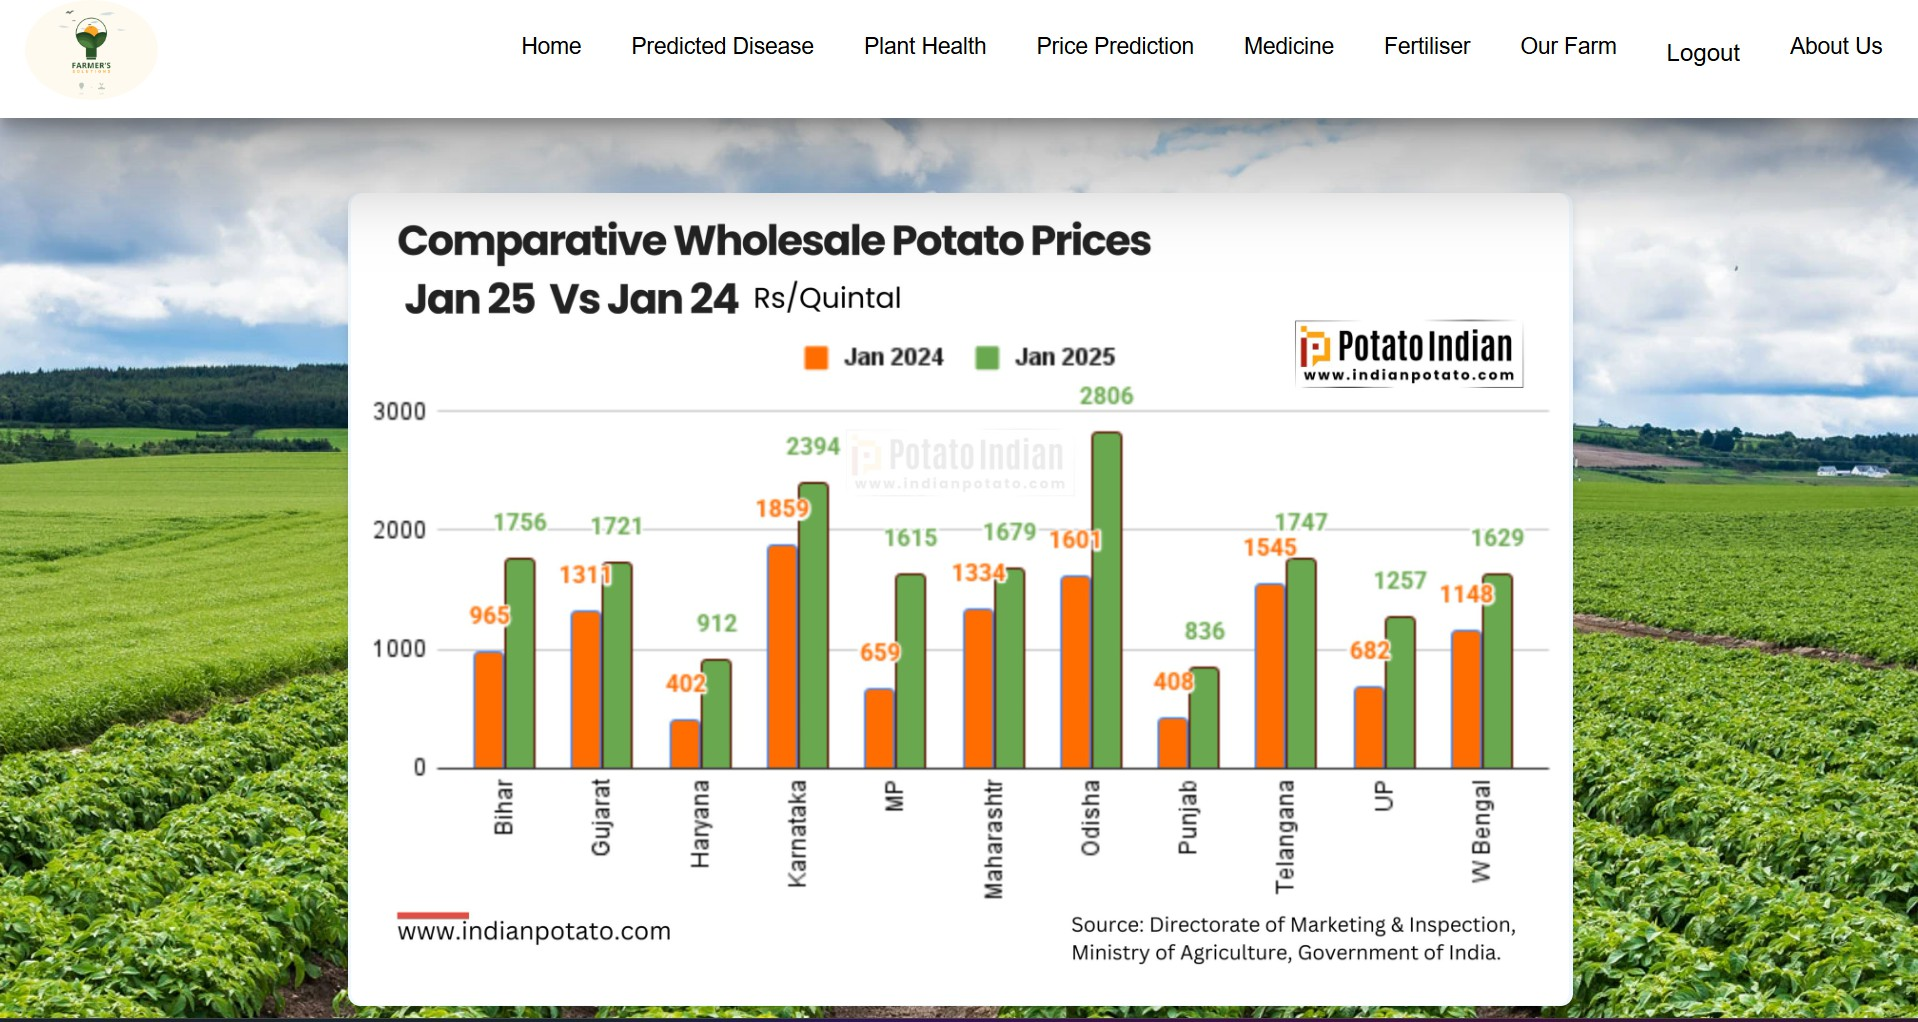 FARMER'S
SOLUTIONS
Home Predicted Disease Plant Health Price Prediction Medicine Fertiliser Our Farm Logout About Us
Comparative Wholesale Potato Prices
Jan 25 Vs Jan 24 Rs/Quintal
Potato Indian
www.indianpotato.com
Jan 2024 Jan 2025
Potato Indian
www.indianpotato.com
3000
2000
1000
0
965 1756
1311 1721
402 912
1859 2394
659 1615
1334 1679
1601 2806
408 836
1545 1747
682 1257
1148 1629
Bihar
Gujarat
Haryana
Karnataka
MP
Maharashtr
Odisha
Punjab
Telangana
UP
W Bengal
www.indianpotato.com
Source: Directorate of Marketing & Inspection,
Ministry of Agriculture, Government of India.